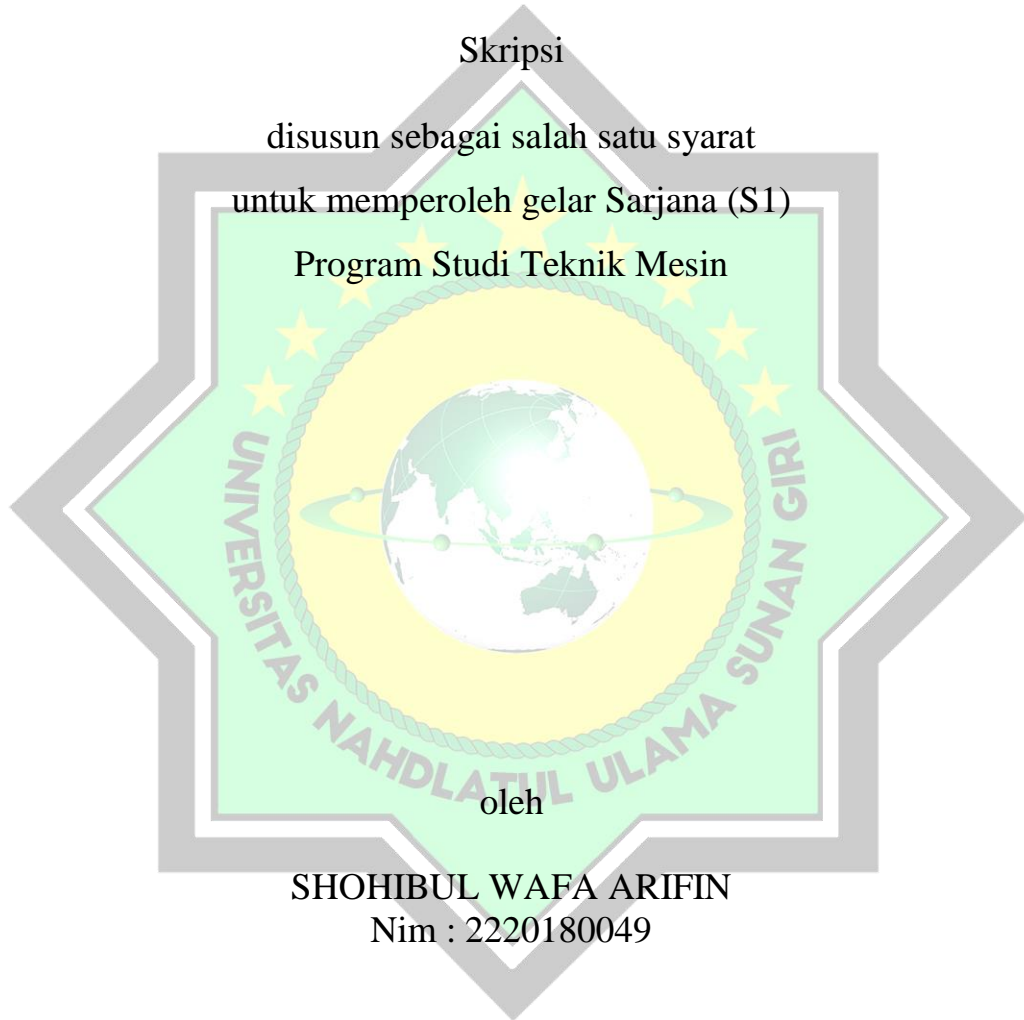 Skripsi
disusun sebagai salah satu syarat
untuk memperoleh gelar Sarjana (S1)
Program Studi Teknik Mesin
UNIVERSITAS NAHDLATUL ULAMA SUNAN GIRI
oleh
SHOHIBUL WAFA ARIFIN
Nim : 2220180049